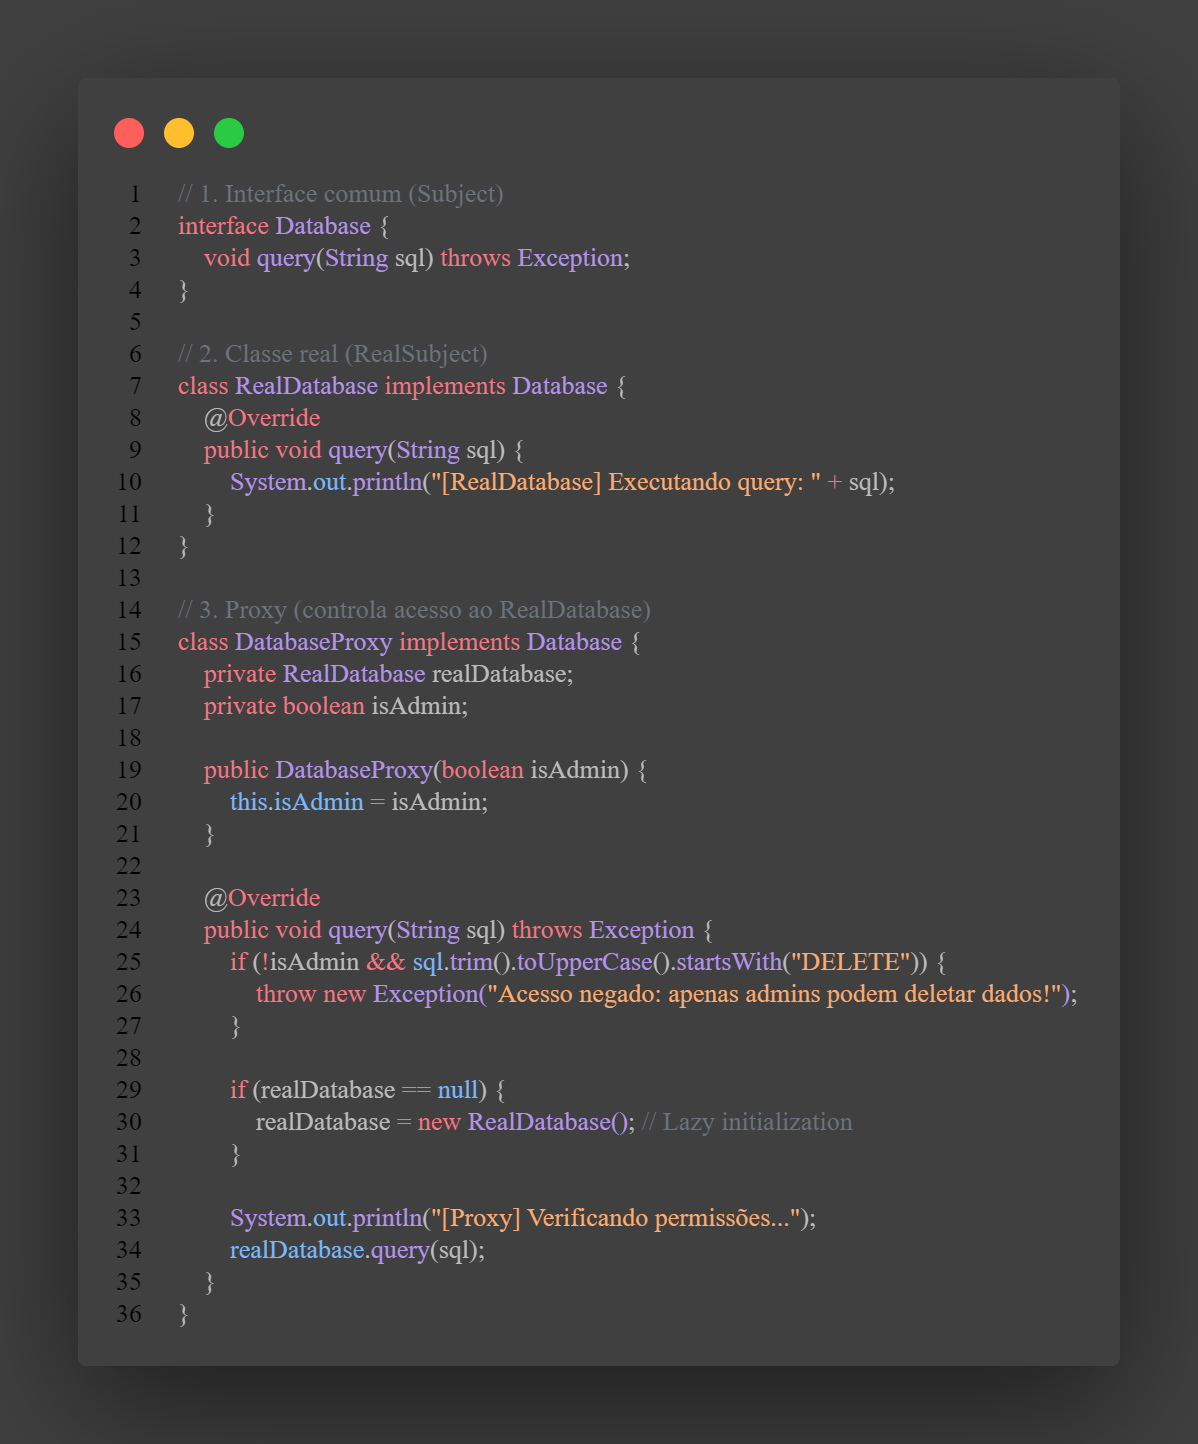 1 // 1. Interface comum (Subject)
2 interface Database {
3     void query(String sql) throws Exception;
4 }
5
6 // 2. Classe real (RealSubject)
7 class RealDatabase implements Database {
8     @Override
9     public void query(String sql) {
10         System.out.println("[RealDatabase] Executando query: " + sql);
11     }
12 }
13
14 // 3. Proxy (controla acesso ao RealDatabase)
15 class DatabaseProxy implements Database {
16     private RealDatabase realDatabase;
17     private boolean isAdmin;
18
19     public DatabaseProxy(boolean isAdmin) {
20         this.isAdmin = isAdmin;
21     }
22
23     @Override
24     public void query(String sql) throws Exception {
25         if (!isAdmin && sql.trim().toUpperCase().startsWith("DELETE")) {
26             throw new Exception("Acesso negado: apenas admins podem deletar dados!");
27         }
28
29         if (realDatabase == null) {
30             realDatabase = new RealDatabase(); // Lazy initialization
31         }
32
33         System.out.println("[Proxy] Verificando permissões...");
34         realDatabase.query(sql);
35     }
36 }